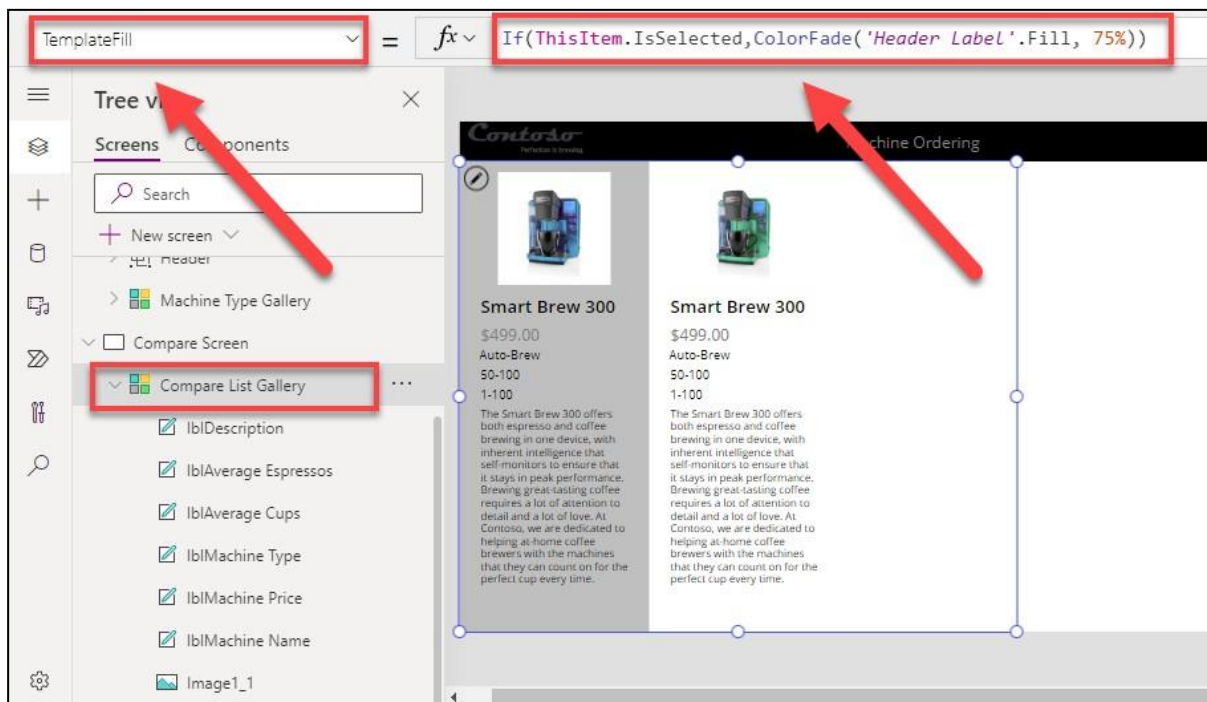 TemplateFill
=
fx
If(ThisItem.IsSelected,ColorFade('Header Label'.Fill, 75%))
Tree
Screens
Search
New screen
Header
Machine Type Gallery
Compare Screen
Compare List Gallery
lblDescription
lblAverage Espressos
lblAverage Cups
lblMachine Type
lblMachine Price
lblMachine Name
Image1_1
Contoso
Perfection is brewing.
Ordering
Smart Brew 300
$499.00
Auto-Brew
50-100
1-100
The Smart Brew 300 offers
both espresso and coffee
brewing in one device, with
inherent intelligence that
self-monitors to ensure that
it stays in peak performance.
Brewing great-tasting coffee
requires a lot of attention to
detail and a lot of love. At
Contoso, we are dedicated to
helping at-home coffee
brewers with the machines
that they can count on for the
perfect cup every time.
Smart Brew 300
$499.00
Auto-Brew
50-100
1-100
The Smart Brew 300 offers
both espresso and coffee
brewing in one device, with
inherent intelligence that
self-monitors to ensure that
it stays in peak performance.
Brewing great-tasting coffee
requires a lot of attention to
detail and a lot of love. At
Contoso, we are dedicated to
helping at-home coffee
brewers with the machines
that they can count on for the
perfect cup every time.